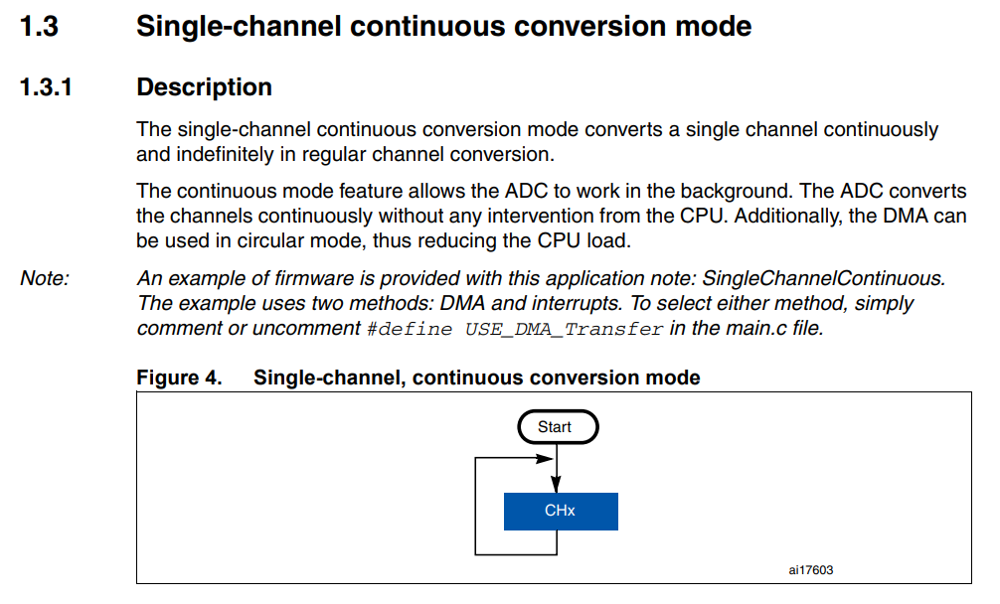 1.3 Single-channel continuous conversion mode
1.3.1 Description
The single-channel continuous conversion mode converts a single channel continuously
and indefinitely in regular channel conversion.
The continuous mode feature allows the ADC to work in the background. The ADC converts
the channels continuously without any intervention from the CPU. Additionally, the DMA can
be used in circular mode, thus reducing the CPU load.
Note: An example of firmware is provided with this application note: SingleChannelContinuous.
The example uses two methods: DMA and interrupts. To select either method, simply
comment or uncomment #define USE_DMA_Transfer in the main.c file.
Figure 4. Single-channel, continuous conversion mode
Start
CHx
ai17603